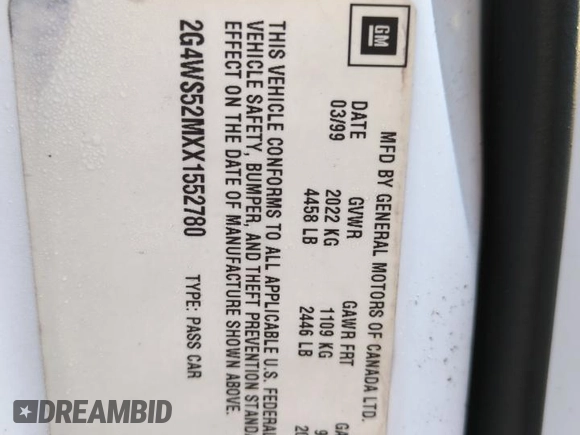 GM
MFD BY GENERAL MOTORS OF CANADA LTD.
DATE GVWR GAWR FRT
03/99 2022 KG 1109 KG
4458 LB 2446 LB
THIS VEHICLE CONFORMS TO ALL APPLICABLE U.S. FEDERAL
VEHICLE SAFETY, BUMPER, AND THEFT PREVENTION STAND
EFFECT ON THE DATE OF MANUFACTURE SHOWN ABOVE.
2G4WS52MXX1552780 TYPE: PASS CAR
DREAMBID